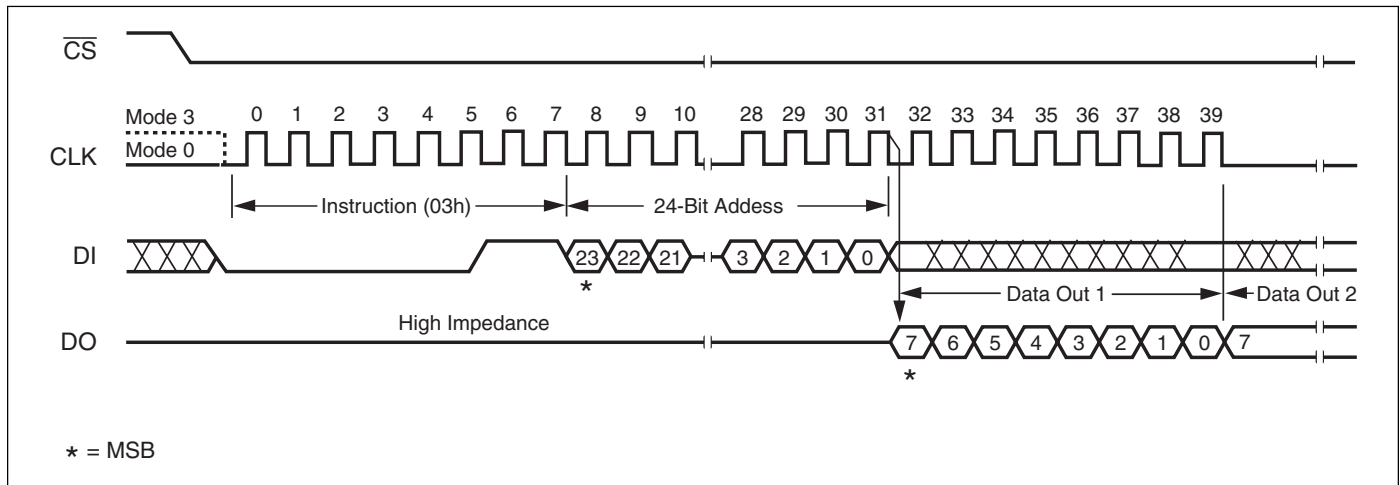 CS
Mode 3
0 1 2 3 4 5 6 7 8 9 10 28 29 30 31 32 33 34 35 36 37 38 39
CLK
Mode 0
Instruction (03h)
24-Bit Addess
DI
23 22 21 3 2 1 0
*
Data Out 1
Data Out 2
High Impedance
DO
7 6 5 4 3 2 1 0 7
*
* = MSB